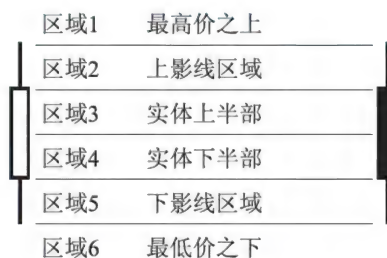 区域1 最高价之上
区域2 上影线区域
区域3 实体上半部
区域4 实体下半部
区域5 下影线区域
区域6 最低价之下